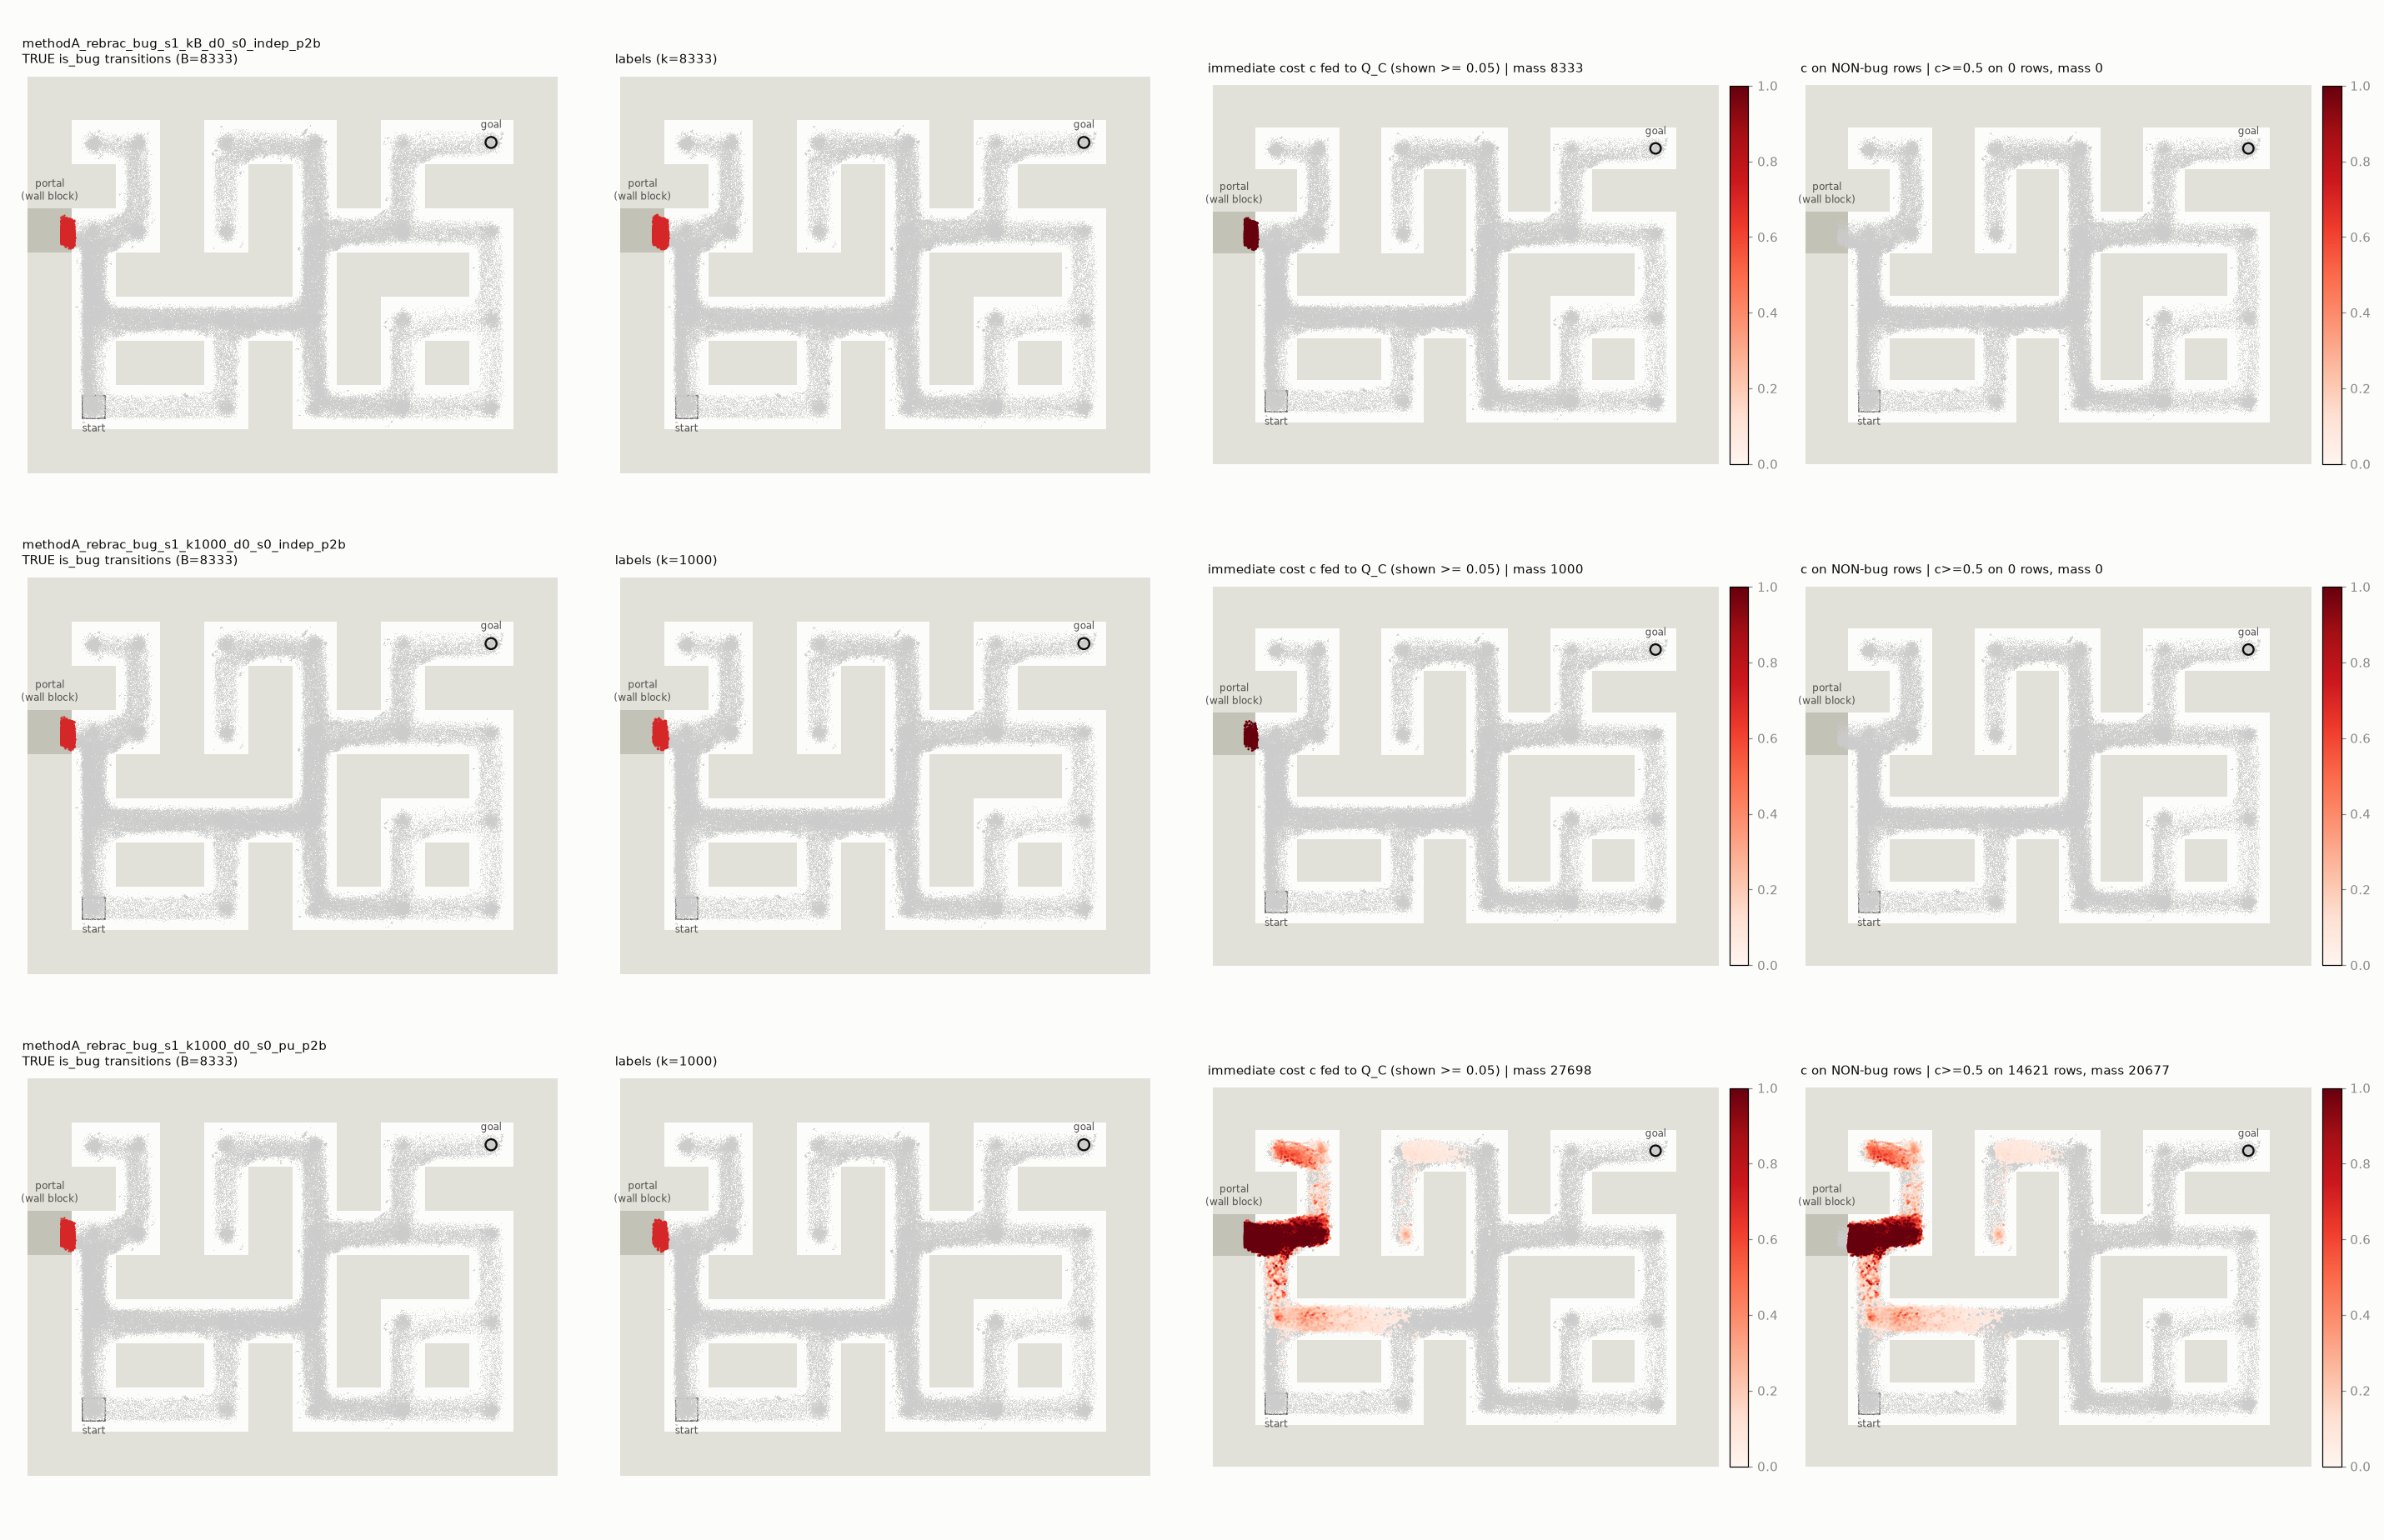 methodA_rebrac_bug_s1_kB_d0_s0_indep_p2b
TRUE is_bug transitions (B=8333)
goal
portal
(wall block)
start
labels (k=8333)
goal
portal
(wall block)
start
immediate cost c fed to Q_C (shown >= 0.05) | mass 8333
goal
portal
(wall block)
start
1.0
0.8
0.6
0.4
0.2
0.0
c on NON-bug rows | c>=0.5 on 0 rows, mass 0
goal
portal
(wall block)
start
1.0
0.8
0.6
0.4
0.2
0.0
methodA_rebrac_bug_s1_k1000_d0_s0_indep_p2b
TRUE is_bug transitions (B=8333)
goal
portal
(wall block)
start
labels (k=1000)
goal
portal
(wall block)
start
immediate cost c fed to Q_C (shown >= 0.05) | mass 1000
goal
portal
(wall block)
start
1.0
0.8
0.6
0.4
0.2
0.0
c on NON-bug rows | c>=0.5 on 0 rows, mass 0
goal
portal
(wall block)
start
1.0
0.8
0.6
0.4
0.2
0.0
methodA_rebrac_bug_s1_k1000_d0_s0_pu_p2b
TRUE is_bug transitions (B=8333)
goal
portal
(wall block)
start
labels (k=1000)
goal
portal
(wall block)
start
immediate cost c fed to Q_C (shown >= 0.05) | mass 27698
goal
portal
(wall block)
start
1.0
0.8
0.6
0.4
0.2
0.0
c on NON-bug rows | c>=0.5 on 14621 rows, mass 20677
goal
portal
(wall block)
start
1.0
0.8
0.6
0.4
0.2
0.0